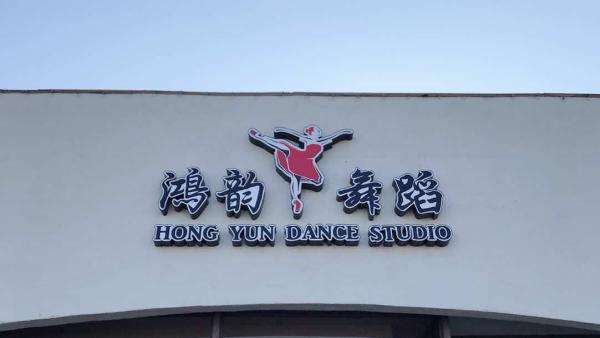 鸿韵舞蹈
HONG YUN DANCE STUDIO